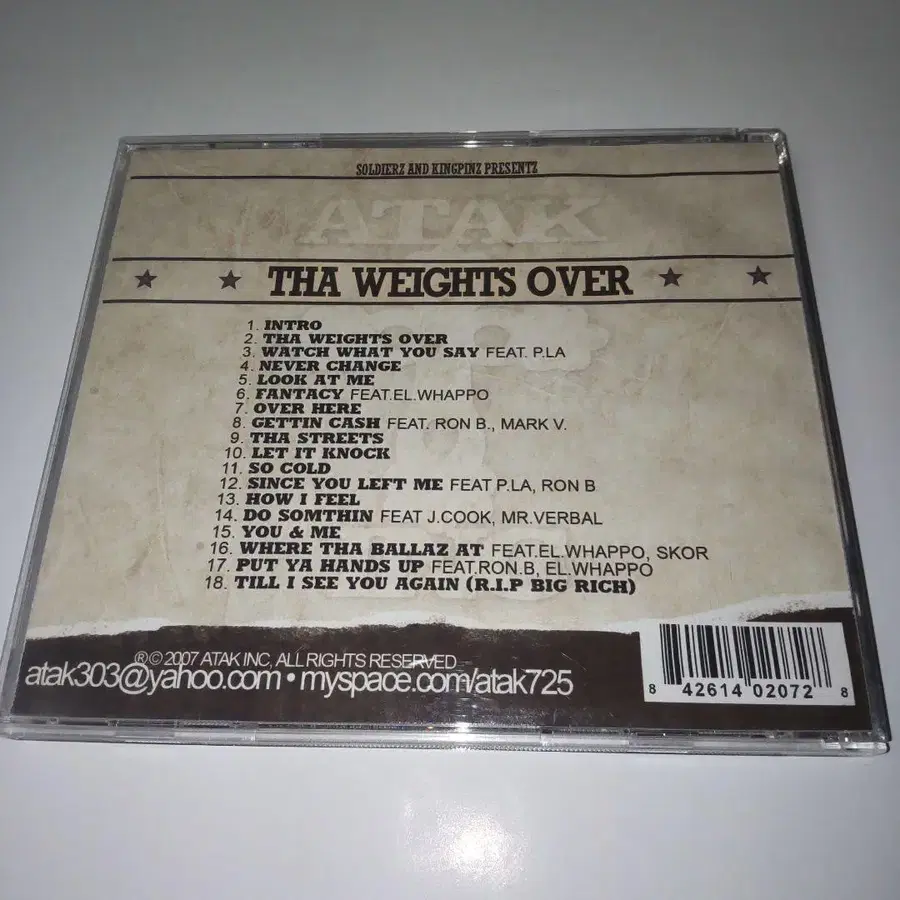 SOLDIERZ AND KINGPINZ PRESENTZ
ATAK
THA WEIGHTS OVER
1. INTRO
2. THA WEIGHTS OVER
3. WATCH WHAT YOU SAY FEAT. P.LA
4. NEVER CHANGE
5. LOOK AT ME
6. FANTACY FEAT.EL.WHAPPO
7. OVER HERE
8. GETTIN CASH FEAT. RON B., MARK V.
9. THA STREETS
10. LET IT KNOCK
11. SO COLD
12. SINCE YOU LEFT ME FEAT P.LA, RON B
13. HOW I FEEL
14. DO SOMTHIN FEAT J.COOK, MR.VERBAL
15. YOU & ME
16. WHERE THA BALLAZ AT FEAT.EL.WHAPPO, SKOR
17. PUT YA HANDS UP FEAT.RON.B, EL.WHAPPO
18. TILL I SEE YOU AGAIN (R.I.P BIG RICH)
®© 2007 ATAK INC, ALL RIGHTS RESERVED
atak303@yahoo.com • myspace.com/atak725
8 42614 02072 8